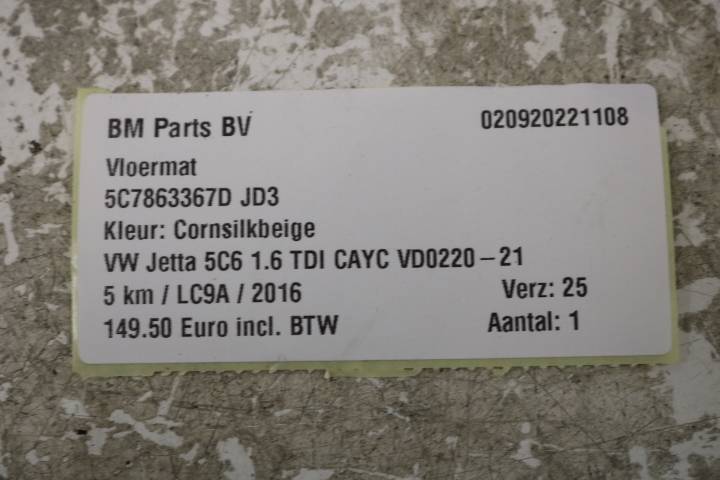 BM Parts BV 020920221108
Vloermat
5C7863367D JD3
Kleur: Cornsilkbeige
VW Jetta 5C6 1.6 TDI CAYC VD0220-21
5 km / LC9A / 2016 Verz: 25
149.50 Euro incl. BTW Aantal: 1